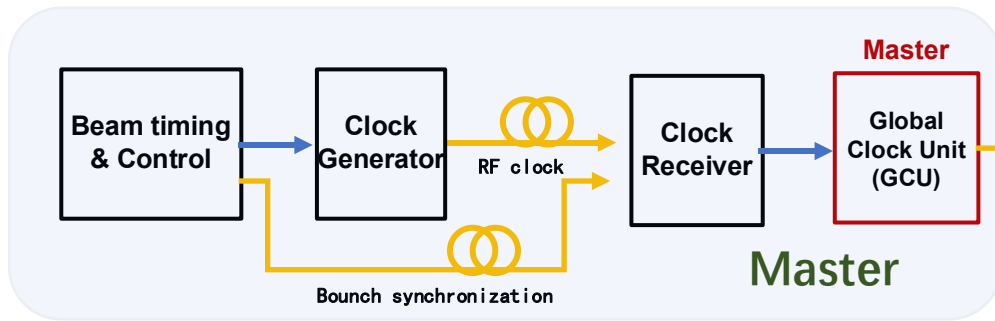 Master
Beam timing
& Control
Clock
Generator
RF clock
Clock
Receiver
Global
Clock Unit
(GCU)
Bounch synchronization
Master